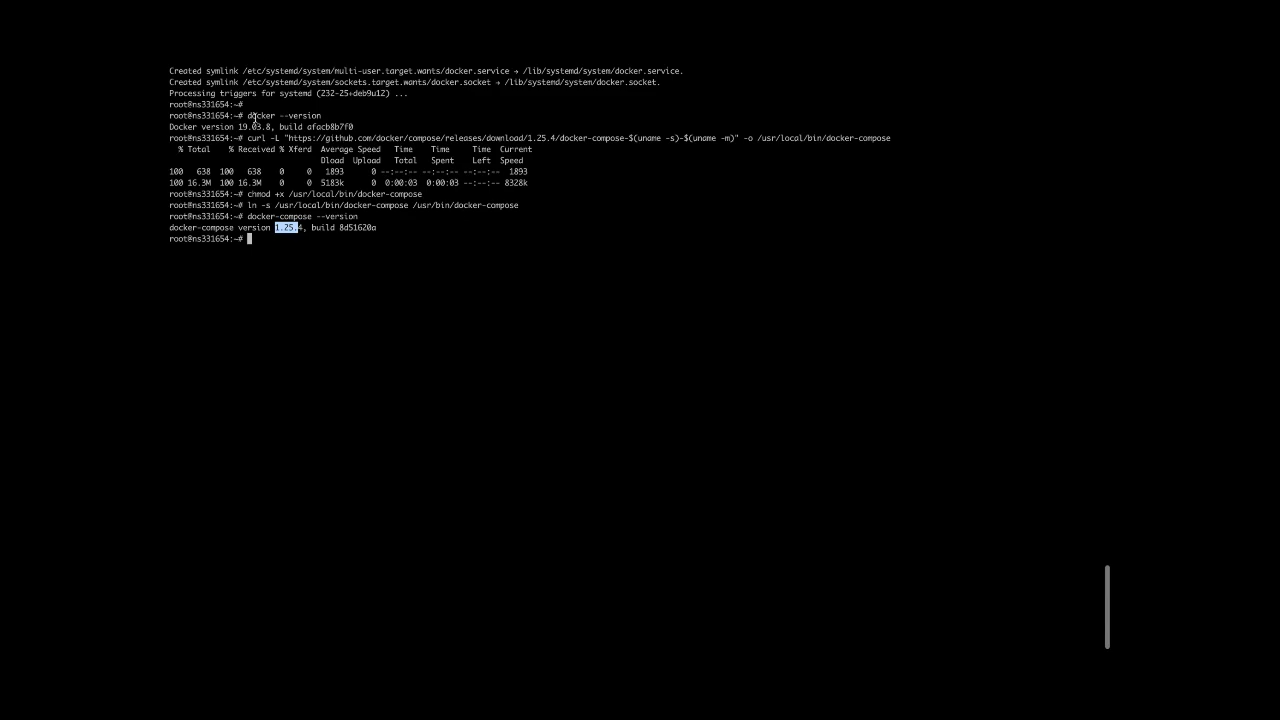 Created symlink /etc/systemd/system/multi-user.target.wants/docker.service → /lib/systemd/system/docker.service.
Created symlink /etc/systemd/system/sockets.target.wants/docker.socket → /lib/systemd/system/docker.socket.
Processing triggers for systemd (232-25+deb9u12) ...
root@ns331654:~#
root@ns331654:~# docker --version
Docker version 19.03.8, build afacb8b7f0
root@ns331654:~# curl -L "https://github.com/docker/compose/releases/download/1.25.4/docker-compose-$(uname -s)-$(uname -m)" -o /usr/local/bin/docker-compose
% Total % Received % Xferd Average Speed Time Time Time Current
Dload Upload Total Spent Left Speed
100 638 100 638 0 0 1893 0 --:--:-- --:--:-- --:--:-- 1893
100 16.3M 100 16.3M 0 0 5183k 0 0:00:03 0:00:03 --:--:-- 8328k
root@ns331654:~# chmod +x /usr/local/bin/docker-compose
root@ns331654:~# ln -s /usr/local/bin/docker-compose /usr/bin/docker-compose
root@ns331654:~# docker-compose --version
docker-compose version 1.25.4, build 8d51620a
root@ns331654:~#